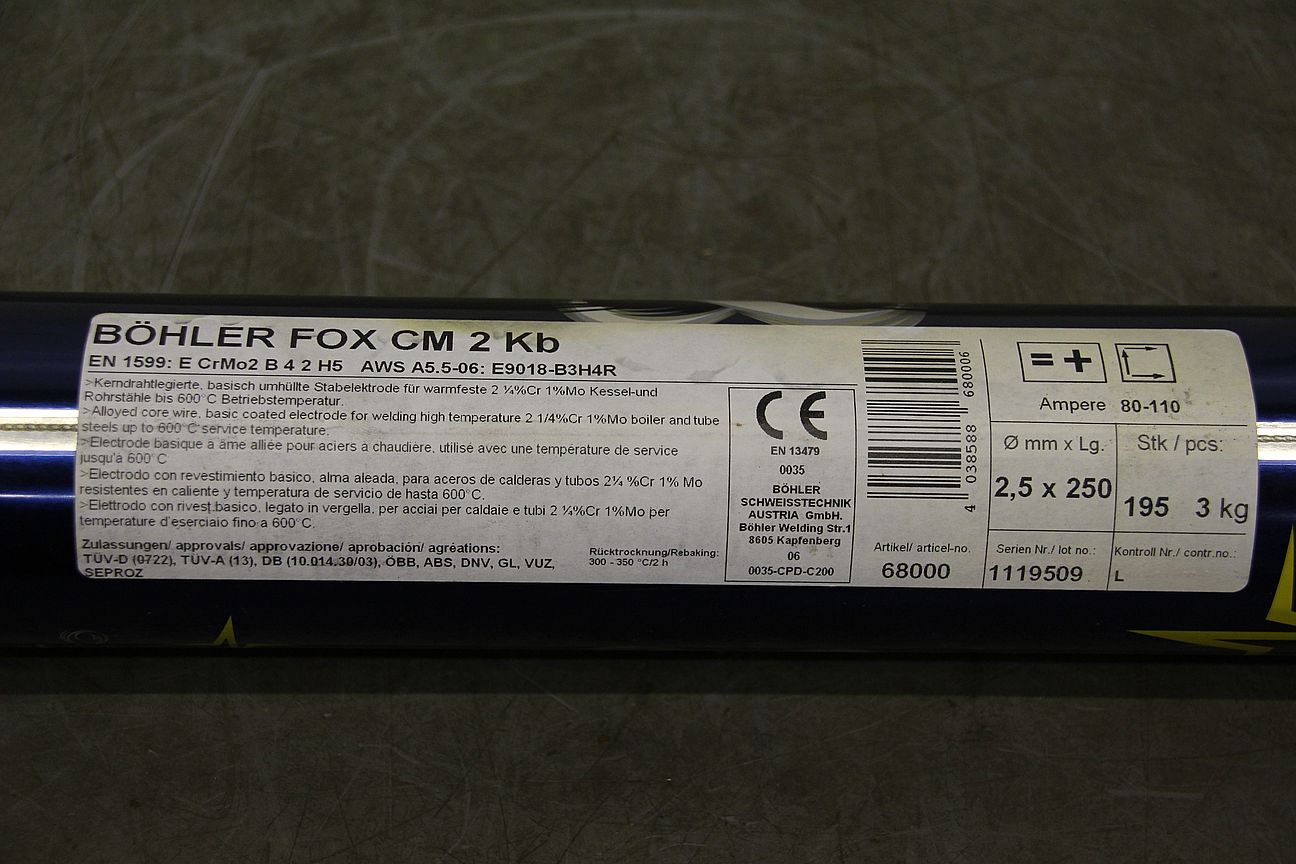 BÖHLER FOX CM 2 Kb
EN 1599: E CrMo2 B 4 2 H5 AWS A5.5-06: E9018-B3H4R
>Kerndrahtlegierte, basisch umhüllte Stabelektrode für warmfeste 2 ¼%Cr 1%Mo Kessel-und
Rohrstähle bis 600°C Betriebstemperatur.
>Alloyed core wire, basic coated electrode for welding high temperature 2 1/4%Cr 1%Mo boiler and tube
steels up to 600°C service temperature.
>Electrode basique a âme alliée pour aciers à chaudière, utilisé avec une température de service
jusqu'a 600°C
>Electrodo con revestimiento básico, alma aleada, para aceros de calderas y tubos 2¼ %Cr 1% Mo
resistentes en caliente y temperatura de servicio de hasta 600°C.
>Elettrodo con rivest.basico, legato in vergella, per acciai per caldaie e tubi 2 ¼%Cr 1%Mo per
temperature d'eserciaio fino a 600°C.
Zulassungen/ approvals/ approvazione/ aprobación/ agréations:
TÜV-D (0722), TÜV-A (13), DB (10.014.30/03), ÖBB, ABS, DNV, GL, VUZ,
SEPROZ
Rücktrocknung/Rebaking:
300 - 350 °C/2 h
CE
EN 13479
0035
BÖHLER
SCHWEISSTECHNIK
AUSTRIA GmbH.
Böhler Welding Str.1
8605 Kapfenberg
06
0035-CPD-C200
4 038588 680006
Artikel/ articel-no.
68000
= +
Ampere 80-110
Ø mm x Lg.
2,5 x 250
Stk / pcs:
195 3 kg
Serien Nr./ lot no.:
1119509
Kontroll Nr./ contr.no.:
L